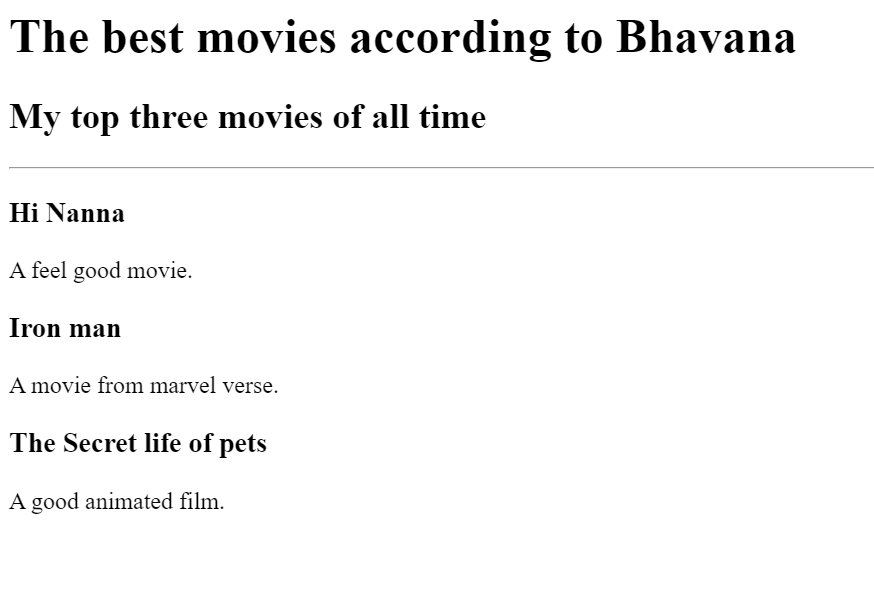 The best movies according to Bhavana
My top three movies of all time
Hi Nanna
A feel good movie.
Iron man
A movie from marvel verse.
The Secret life of pets
A good animated film.